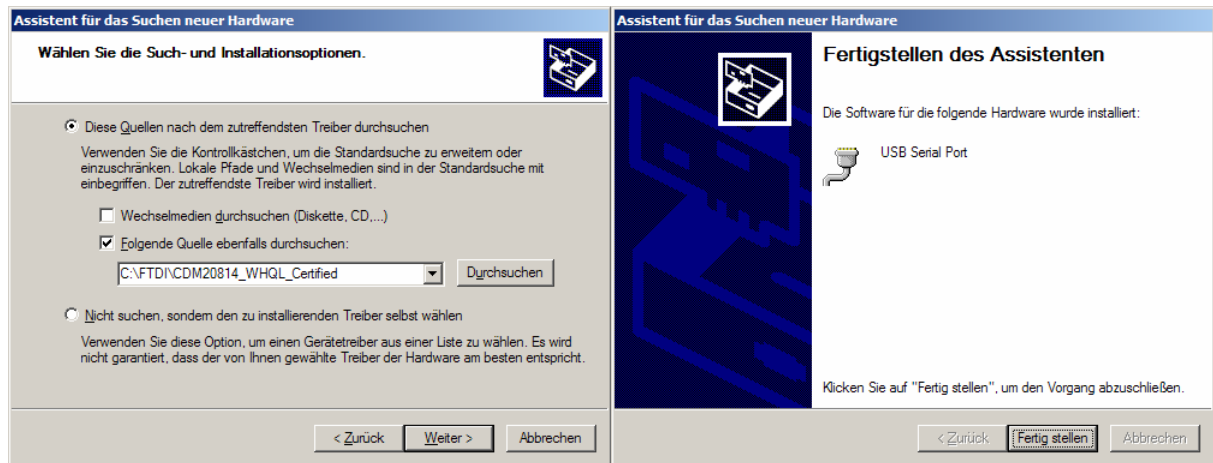 Assistent für das Suchen neuer Hardware
Wählen Sie die Such- und Installationsoptionen.
Diese Quellen nach dem zutreffendsten Treiber durchsuchen
Verwenden Sie die Kontrollkästchen, um die Standardsuche zu erweitern oder
einzuschränken. Lokale Pfade und Wechselmedien sind in der Standardsuche mit
einbegriffen. Der zutreffendste Treiber wird installiert.
Wechselmedien durchsuchen (Diskette, CD,...)
Folgende Quelle ebenfalls durchsuchen:
C:\FTDI\CDM20814_WHQL_Certified
Durchsuchen
Nicht suchen, sondern den zu installierenden Treiber selbst wählen
Verwenden Sie diese Option, um einen Gerätetreiber aus einer Liste zu wählen. Es wird
nicht garantiert, dass der von Ihnen gewählte Treiber der Hardware am besten entspricht.
< Zurück Weiter > Abbrechen
Assistent für das Suchen neuer Hardware
Fertigstellen des Assistenten
Die Software für die folgende Hardware wurde installiert:
USB Serial Port
Klicken Sie auf "Fertig stellen", um den Vorgang abzuschließen.
< Zurück Fertig stellen Abbrechen